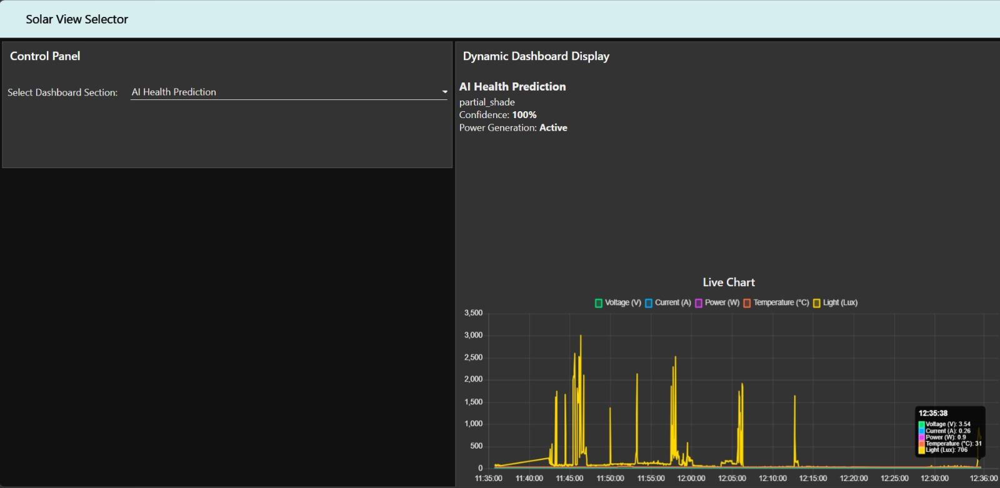 Solar View Selector
Control Panel
Select Dashboard Section: AI Health Prediction
Dynamic Dashboard Display
AI Health Prediction
partial_shade
Confidence: 100%
Power Generation: Active
Live Chart
Voltage (V) Current (A) Power (W) Temperature (°C) Light (Lux)
3,500
3,000
2,500
2,000
1,500
1,000
500
0
12:35:38
Voltage (V): 3.54
Current (A): 0.26
Power (W): 0.9
Temperature (°C): 31
Light (Lux): 706
11:35:00 11:40:00 11:45:00 11:50:00 11:55:00 12:00:00 12:05:00 12:10:00 12:15:00 12:20:00 12:25:00 12:30:00 12:36:00